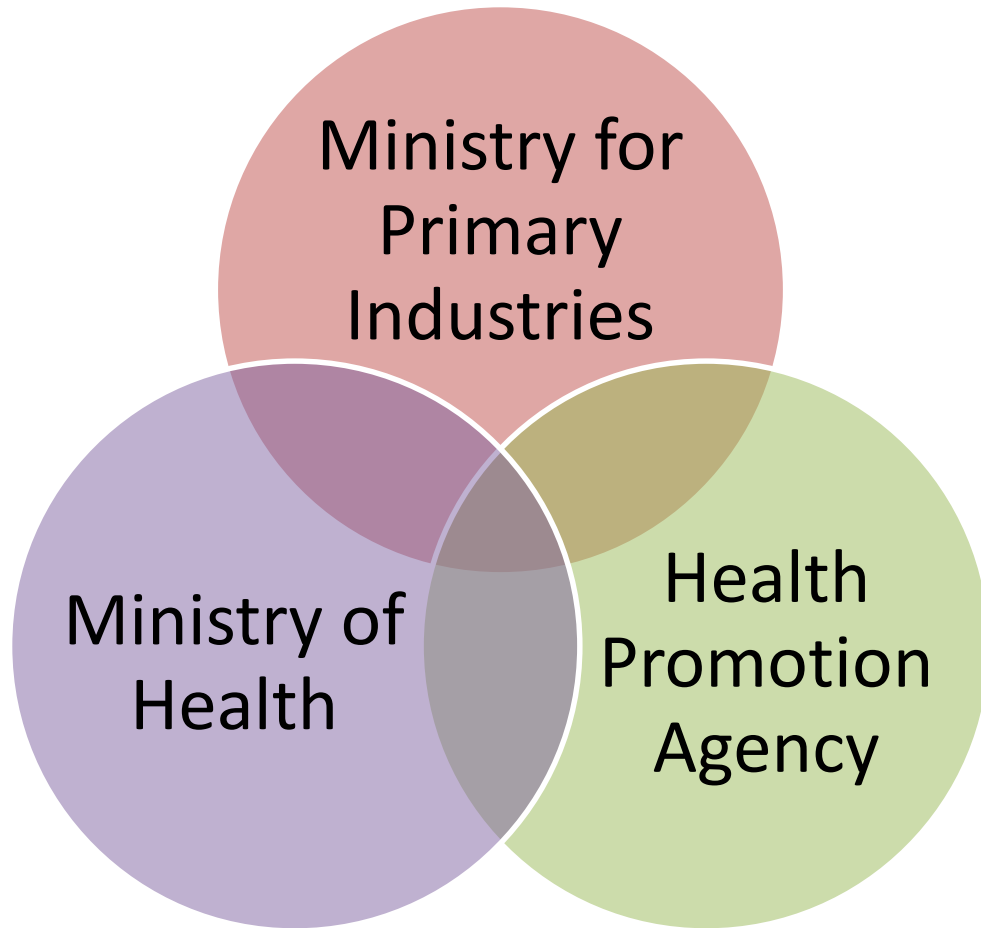 Ministry for
Primary
Industries
Ministry of
Health
Health
Promotion
Agency